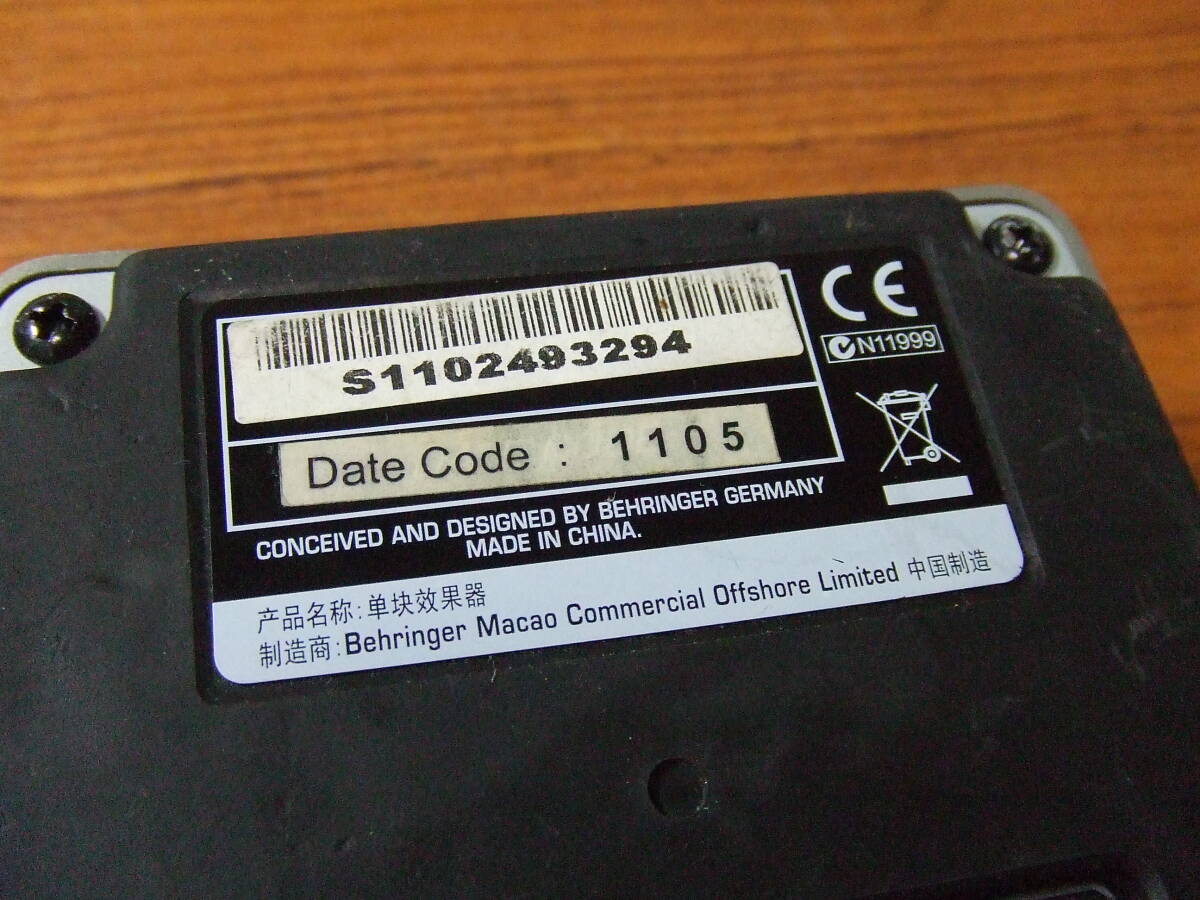 S1102493294
Date Code : 1105
CE
N11999
CONCEIVED AND DESIGNED BY BEHRINGER GERMANY
MADE IN CHINA.
产品名称:单块效果器
制造商:Behringer Macao Commercial Offshore Limited 中国制造